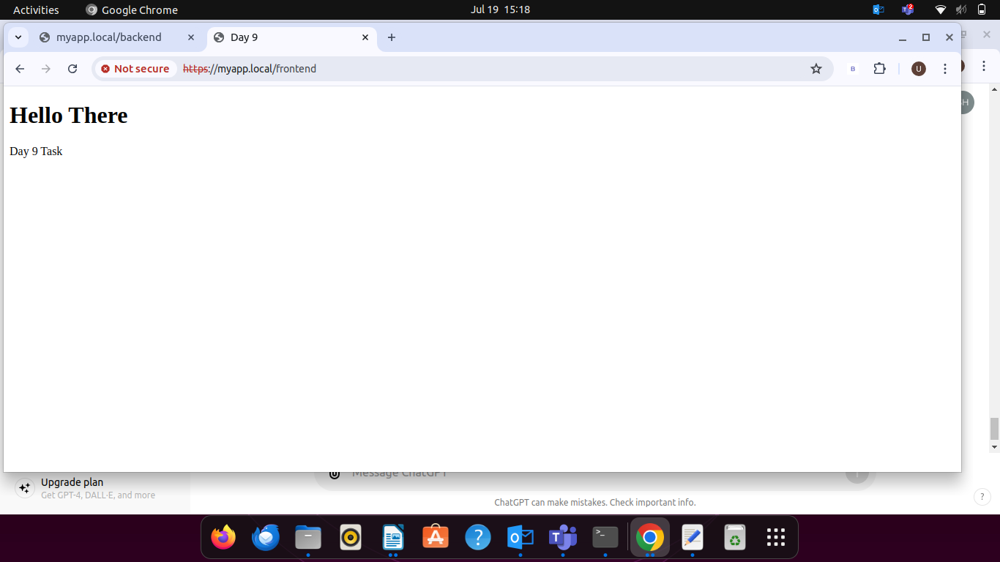 Activities Google Chrome Jul 19 15:18 2
myapp.local/backend Day 9
Not secure https://myapp.local/frontend B U
H
Hello There
Day 9 Task
Message ChatGPT
Upgrade plan
Get GPT-4, DALL·E, and more
ChatGPT can make mistakes. Check important info.
?